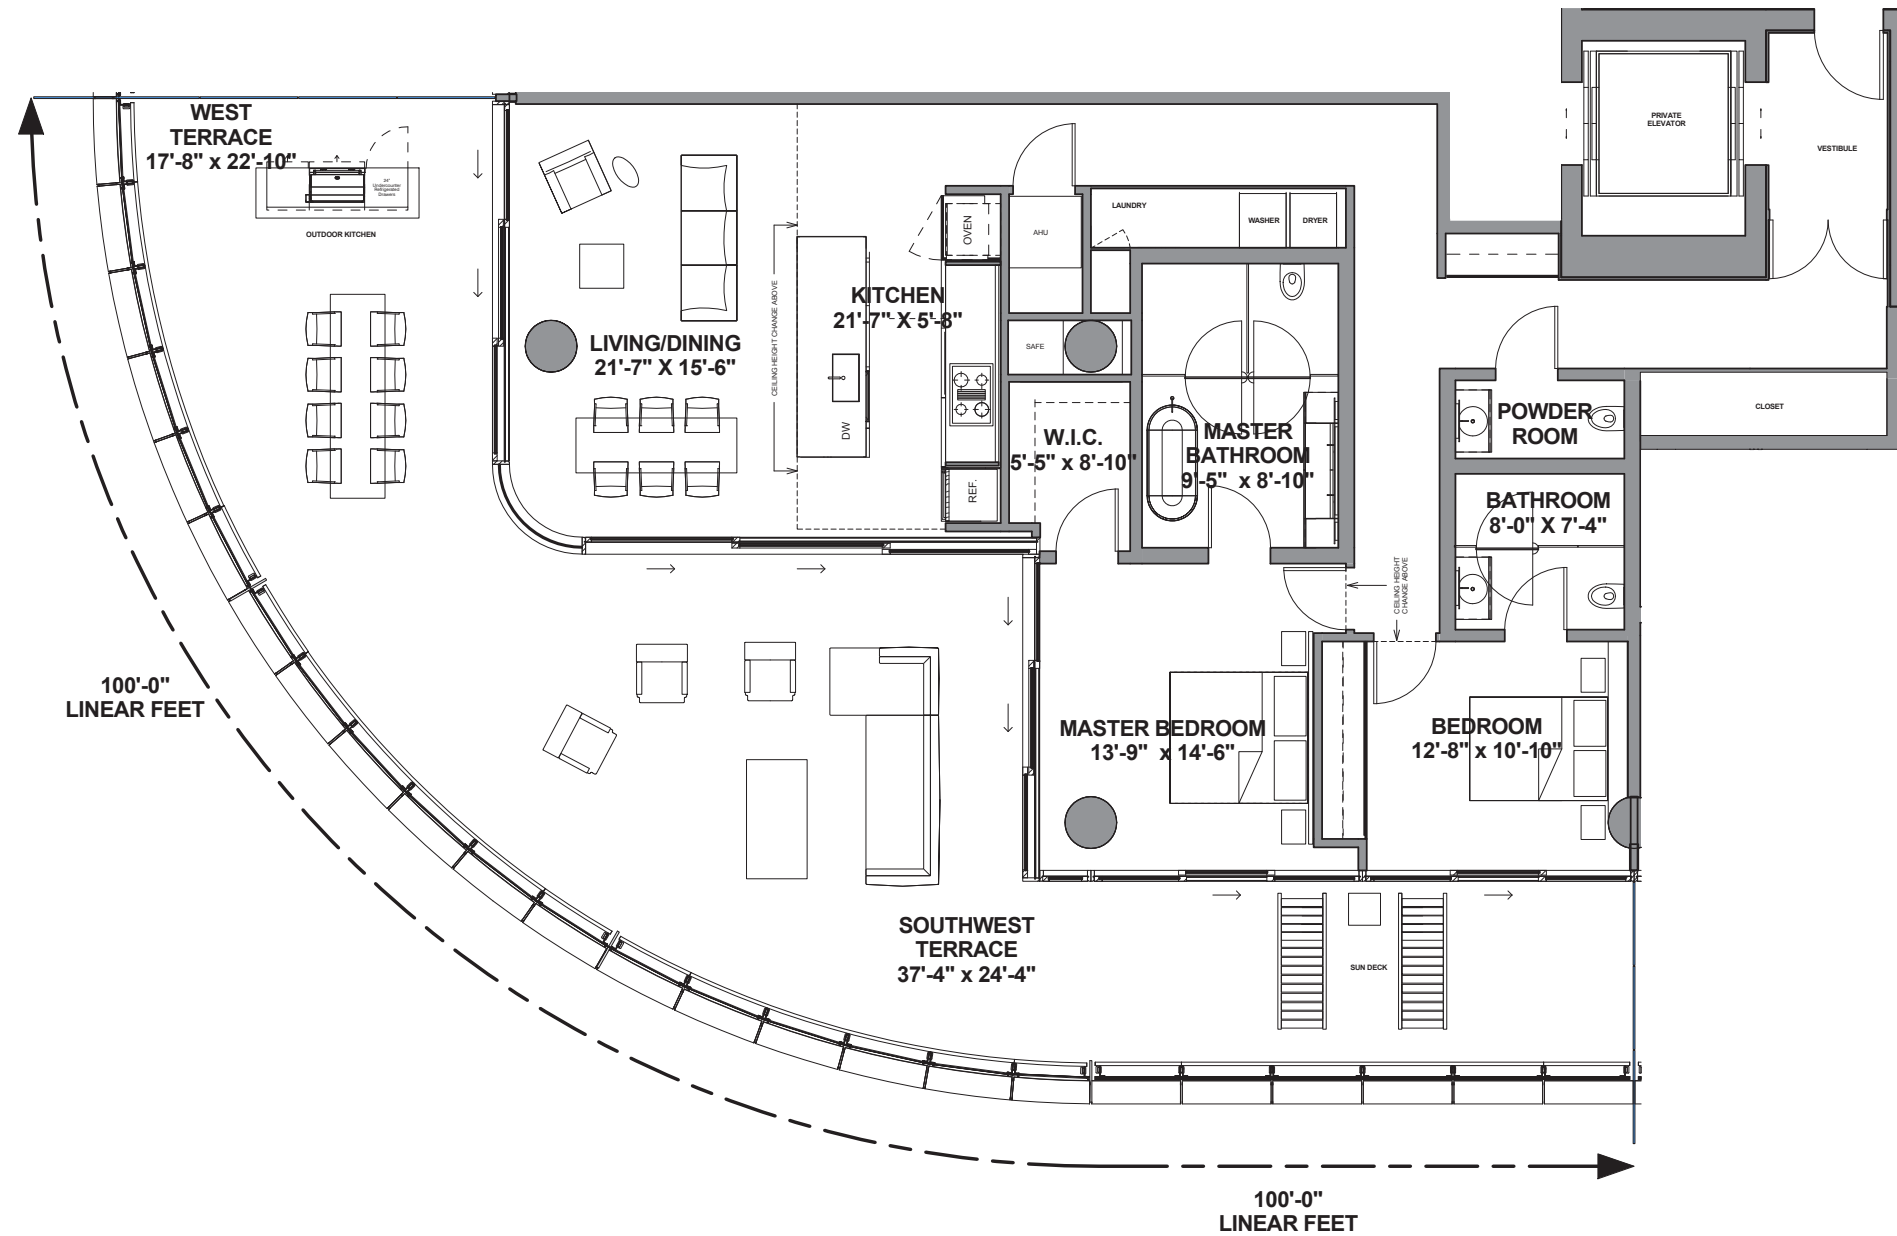 WEST
TERRACE
17'-8" x 22'-10"
24"
Undercounter
Refrigerated
Drawers
OUTDOOR KITCHEN
PRIVATE
ELEVATOR
VESTIBULE
LAUNDRY
WASHER
DRYER
OVEN
AHU
CEILING HEIGHT CHANGE ABOVE
KITCHEN
21'-7" X 5'-8"
LIVING/DINING
21'-7" X 15'-6"
SAFE
DW
REF.
W.I.C.
5'-5" x 8'-10"
MASTER
BATHROOM
9'-5" x 8'-10"
POWDER
ROOM
CLOSET
BATHROOM
8'-0" X 7'-4"
CEILING HEIGHT
CHANGE ABOVE
100'-0"
LINEAR FEET
MASTER BEDROOM
13'-9" x 14'-6"
BEDROOM
12'-8" x 10'-10"
SOUTHWEST
TERRACE
37'-4" x 24'-4"
SUN DECK
100'-0"
LINEAR FEET